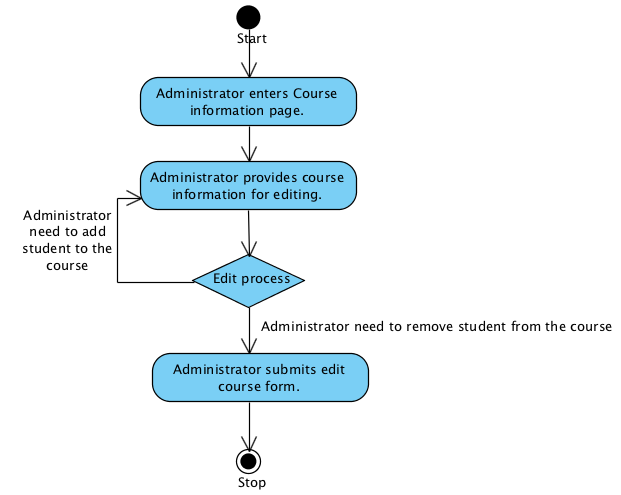 Start
Administrator enters Course
information page.
Administrator provides course
information for editing.
Administrator
need to add
student to the
course
Edit process
Administrator need to remove student from the course
Administrator submits edit
course form.
Stop